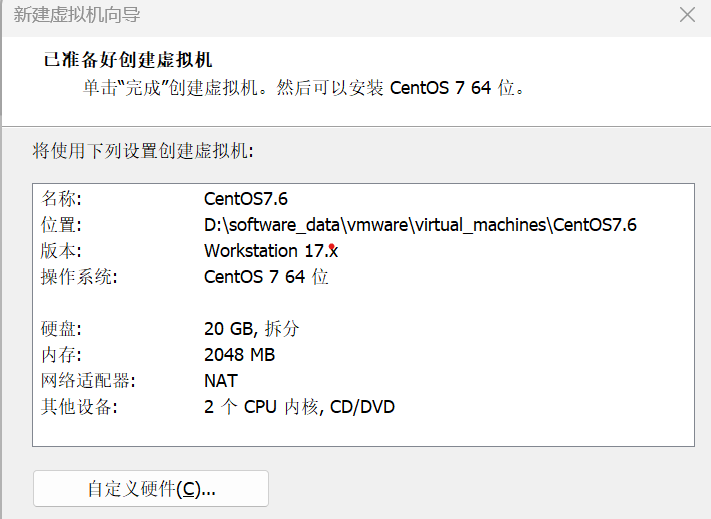 新建虚拟机向导
已准备好创建虚拟机
单击“完成”创建虚拟机。然后可以安装 CentOS 7 64 位。
将使用下列设置创建虚拟机:
名称: CentOS7.6
位置: D:\software_data\vmware\virtual_machines\CentOS7.6
版本: Workstation 17.x
操作系统: CentOS 7 64 位
硬盘: 20 GB, 拆分
内存: 2048 MB
网络适配器: NAT
其他设备: 2 个 CPU 内核, CD/DVD
自定义硬件(C)...